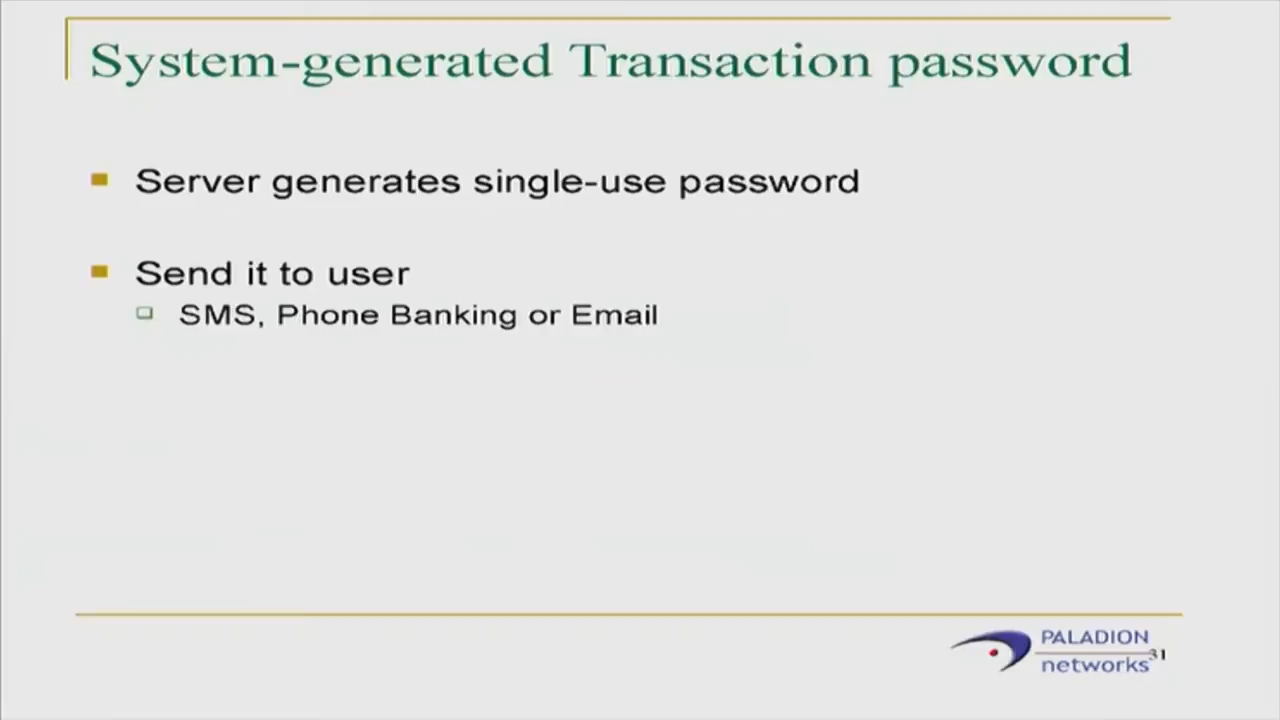 System-generated Transaction password
Server generates single-use password
Send it to user
SMS, Phone Banking or Email
PALADION
networks
31